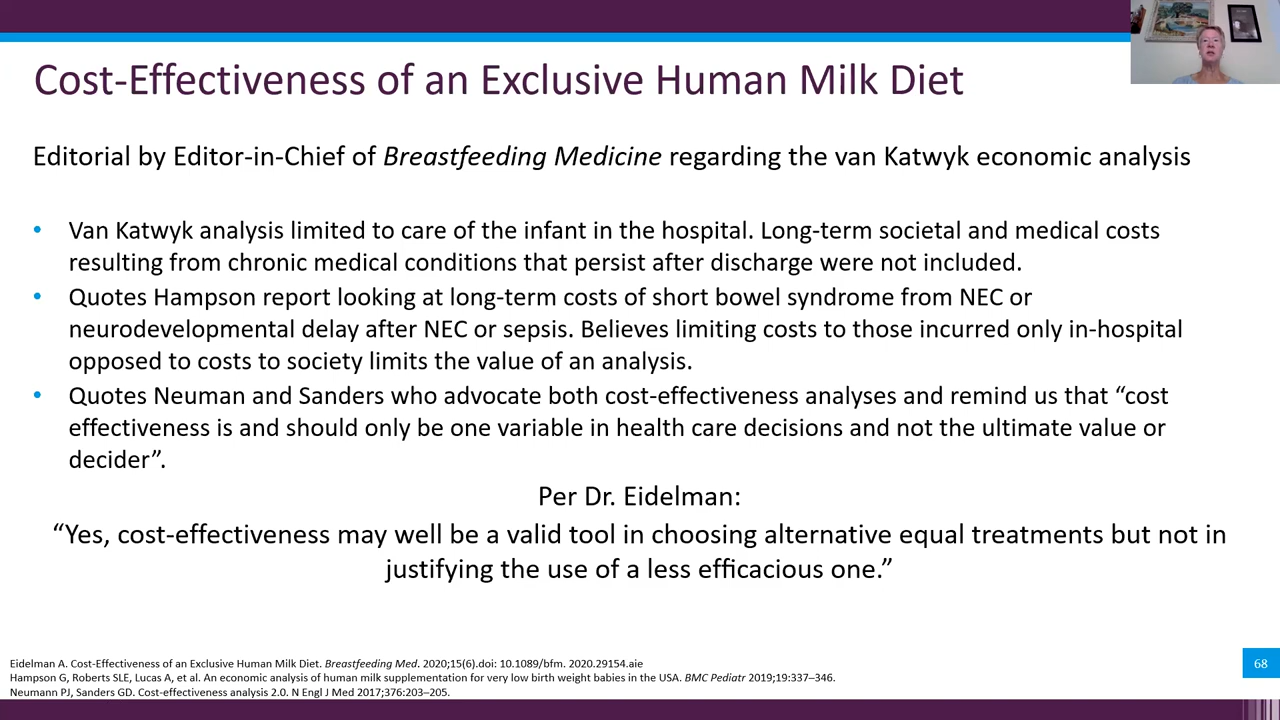 Cost-Effectiveness of an Exclusive Human Milk Diet
Editorial by Editor-in-Chief of Breastfeeding Medicine regarding the van Katwyk economic analysis
• Van Katwyk analysis limited to care of the infant in the hospital. Long-term societal and medical costs
resulting from chronic medical conditions that persist after discharge were not included.
• Quotes Hampson report looking at long-term costs of short bowel syndrome from NEC or
neurodevelopmental delay after NEC or sepsis. Believes limiting costs to those incurred only in-hospital
opposed to costs to society limits the value of an analysis.
• Quotes Neuman and Sanders who advocate both cost-effectiveness analyses and remind us that “cost
effectiveness is and should only be one variable in health care decisions and not the ultimate value or
decider”.
Per Dr. Eidelman:
“Yes, cost-effectiveness may well be a valid tool in choosing alternative equal treatments but not in
justifying the use of a less efficacious one.”
Eidelman A. Cost-Effectiveness of an Exclusive Human Milk Diet. Breastfeeding Med. 2020;15(6).doi: 10.1089/bfm. 2020.29154.aie
Hampson G, Roberts SLE, Lucas A, et al. An economic analysis of human milk supplementation for very low birth weight babies in the USA. BMC Pediatr 2019;19:337–346.
Neumann PJ, Sanders GD. Cost-effectiveness analysis 2.0. N Engl J Med 2017;376:203–205.
68